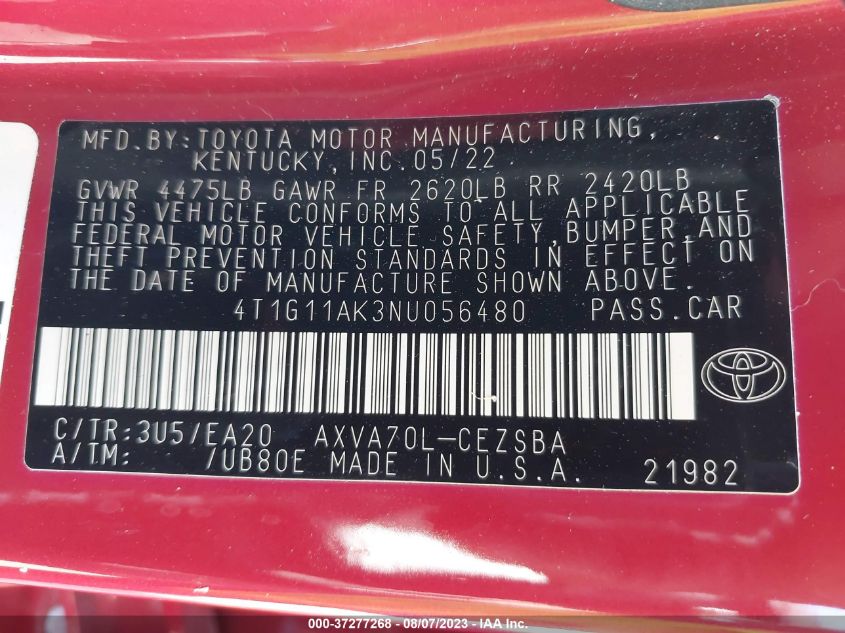 MFD.BY:TOYOTA MOTOR MANUFACTURING,
KENTUCKY,INC.05/22
GVWR 4475LB GAWR FR 2620LB RR 2420LB
THIS VEHICLE CONFORMS TO ALL APPLICABLE
FEDERAL MOTOR VEHICLE SAFETY,BUMPER,AND
THEFT PREVENTION STANDARDS IN EFFECT ON
THE DATE OF MANUFACTURE SHOWN ABOVE.
4T1G11AK3NU056480 PASS.CAR
C/TR:3U5/EA20 AXVA70L-CEZSBA
A/TM: /UB80E MADE IN U.S.A. 21982
000-37277268 - 08/07/2023 - IAA Inc.